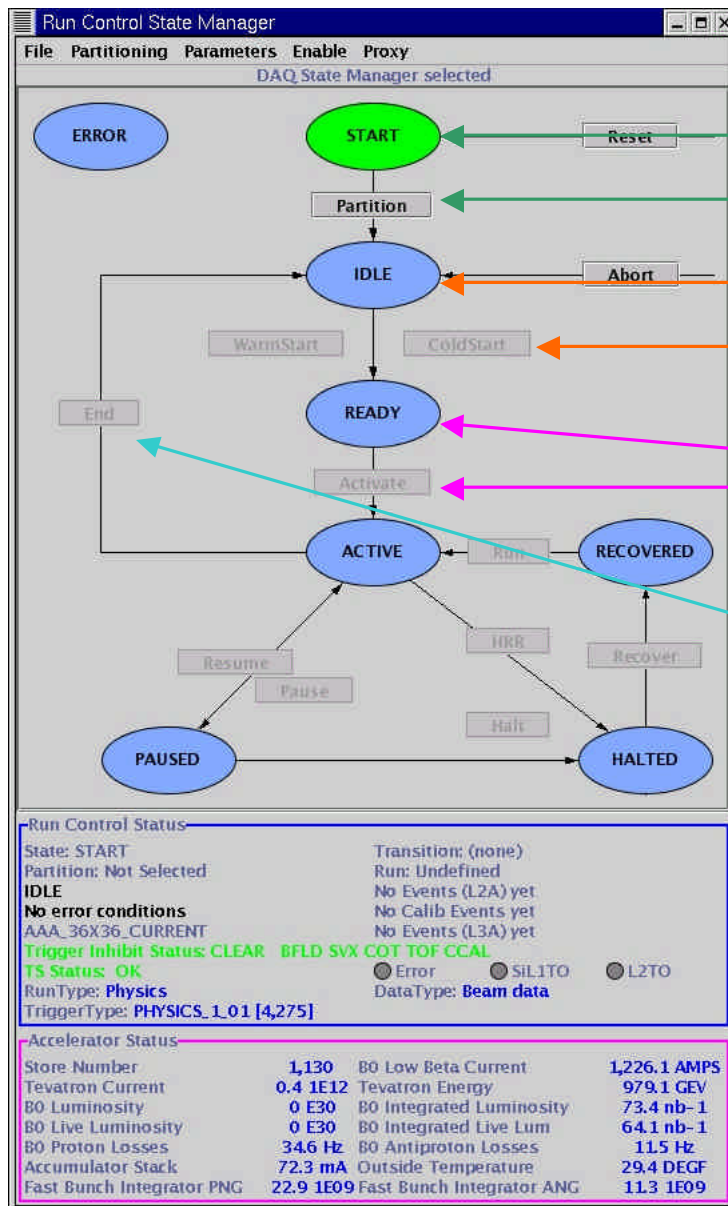 Run Control State Manager
File Partitioning Parameters Enable Proxy
DAQ State Manager selected
ERROR
START
Reset
Partition
IDLE
Abort
WarmStart
ColdStart
End
READY
Activate
ACTIVE
Run
RECOVERED
Resume
Pause
HRR
Recover
Halt
PAUSED
HALTED
Run Control Status
State: START Transition: (none)
Partition: Not Selected Run: Undefined
IDLE No Events (L2A) yet
No error conditions No Calib Events yet
AAA_36X36_CURRENT No Events (L3A) yet
Trigger Inhibit Status: CLEAR BFLD SVX COT TOF CCAL
TS Status: OK Error SiL1TO L2TO
RunType: Physics DataType: Beam data
TriggerType: PHYSICS_1_01 [4,275]
Accelerator Status
Store Number 1,130 B0 Low Beta Current 1,226.1 AMPS
Tevatron Current 0.4 1E12 Tevatron Energy 979.1 GEV
B0 Luminosity 0 E30 B0 Integrated Luminosity 73.4 nb-1
B0 Live Luminosity 0 E30 B0 Integrated Live Lum 64.1 nb-1
B0 Proton Losses 34.6 Hz B0 Antiproton Losses 11.5 Hz
Accumulator Stack 72.3 mA Outside Temperature 29.4 DEGF
Fast Bunch Integrator PNG 22.9 1E09 Fast Bunch Integrator ANG 11.3 1E09